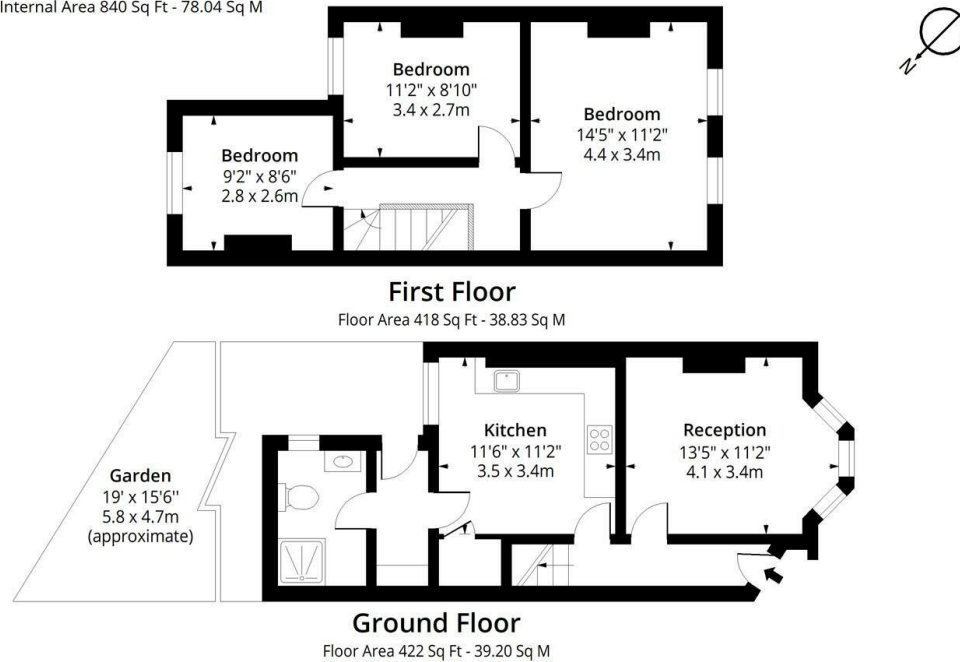 Internal Area 840 Sq Ft - 78.04 Sq M
N
Bedroom
11'2" x 8'10"
3.4 x 2.7m
Bedroom
14'5" x 11'2"
4.4 x 3.4m
Bedroom
9'2" x 8'6"
2.8 x 2.6m
First Floor
Floor Area 418 Sq Ft - 38.83 Sq M
Garden
19' x 15'6"
5.8 x 4.7m
(approximate)
Kitchen
11'6" x 11'2"
3.5 x 3.4m
Reception
13'5" x 11'2"
4.1 x 3.4m
Ground Floor
Floor Area 422 Sq Ft - 39.20 Sq M